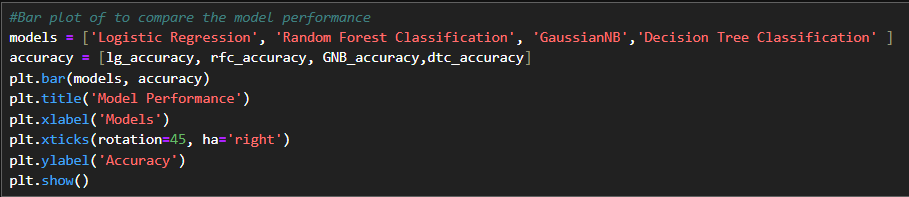 #Bar plot of to compare the model performance
models = ['Logistic Regression', 'Random Forest Classification', 'GaussianNB','Decision Tree Classification' ]
accuracy = [lg_accuracy, rfc_accuracy, GNB_accuracy,dtc_accuracy]
plt.bar(models, accuracy)
plt.title('Model Performance')
plt.xlabel('Models')
plt.xticks(rotation=45, ha='right')
plt.ylabel('Accuracy')
plt.show()